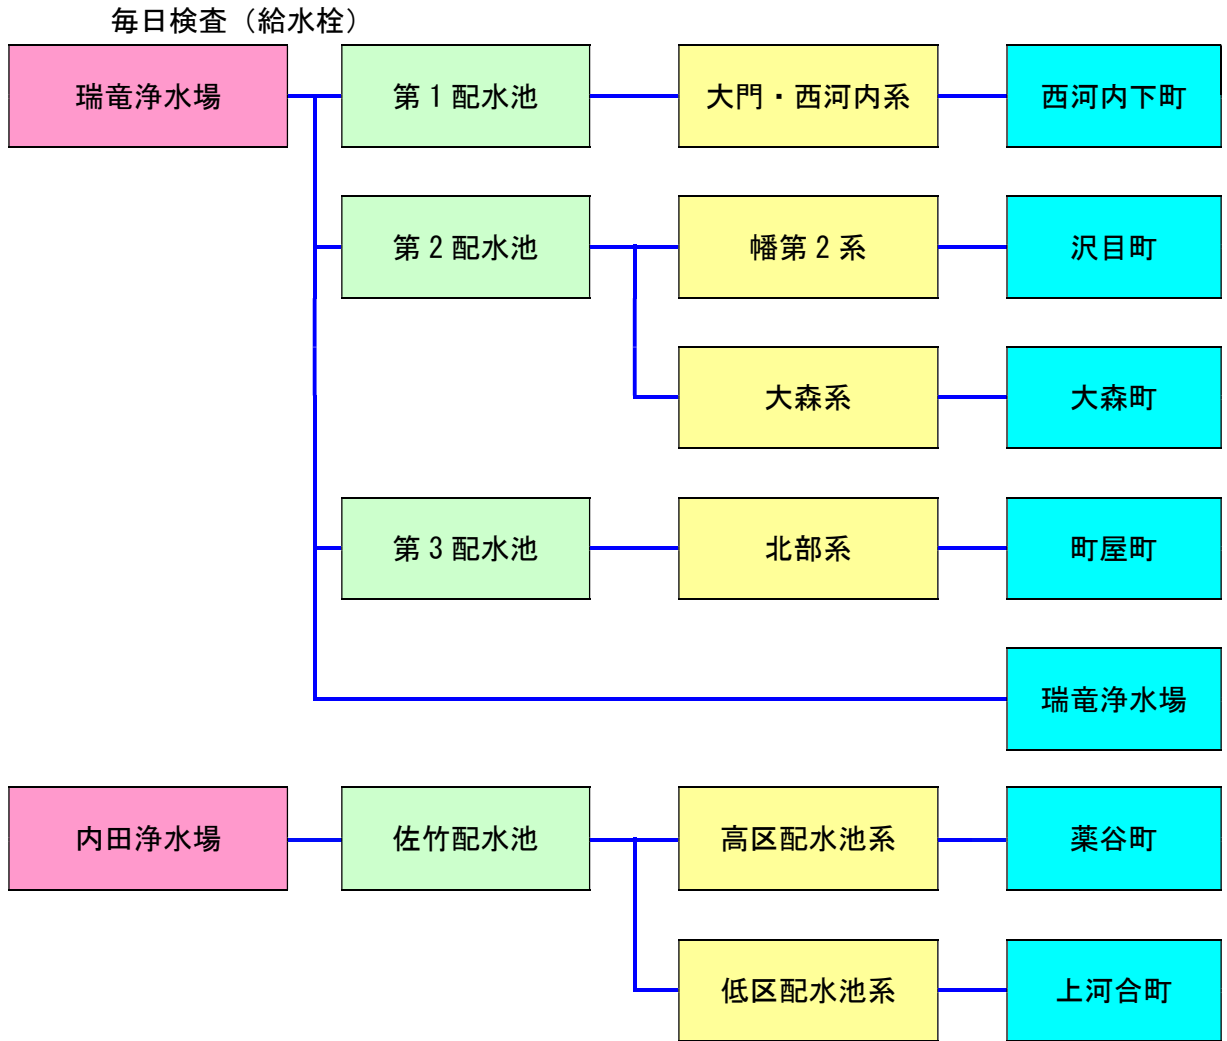 毎日検査（給水栓）
瑞竜浄水場
第１配水池
大門・西河内系
西河内下町
第２配水池
幡第２系
沢目町
大森系
大森町
第３配水池
北部系
町屋町
瑞竜浄水場
内田浄水場
佐竹配水池
高区配水池系
薬谷町
低区配水池系
上河合町